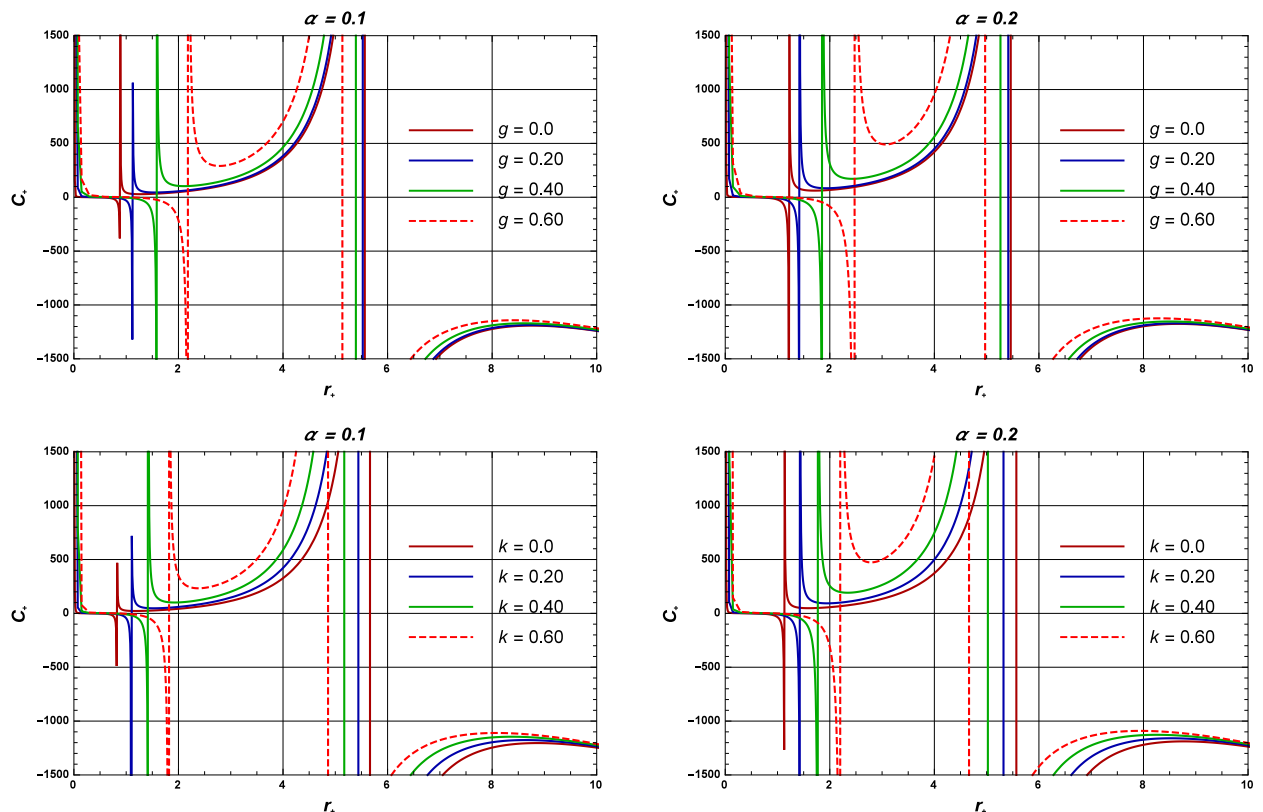 α = 0.1
1500
1000
500
0
−500
−1000
−1500
0 2 4 6 8 10
C₊
r₊
g = 0.0
g = 0.20
g = 0.40
g = 0.60
α = 0.2
1500
1000
500
0
−500
−1000
−1500
0 2 4 6 8 10
C₊
r₊
g = 0.0
g = 0.20
g = 0.40
g = 0.60
α = 0.1
1500
1000
500
0
−500
−1000
−1500
0 2 4 6 8 10
C₊
r₊
k = 0.0
k = 0.20
k = 0.40
k = 0.60
α = 0.2
1500
1000
500
0
−500
−1000
−1500
0 2 4 6 8 10
C₊
r₊
k = 0.0
k = 0.20
k = 0.40
k = 0.60